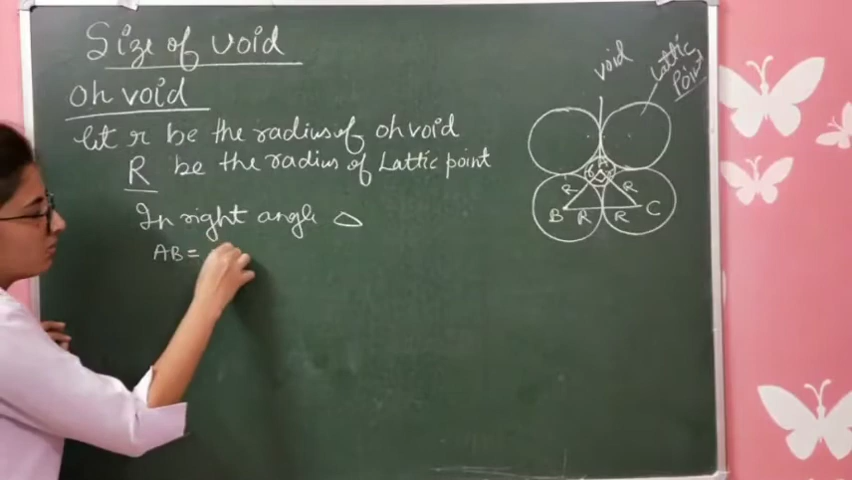 Size of void
oh void
let r be the radius of oh void
R be the radius of Lattic point
In right angle △
AB =
void
Lattic
Point
A
r r
R R
B R R C